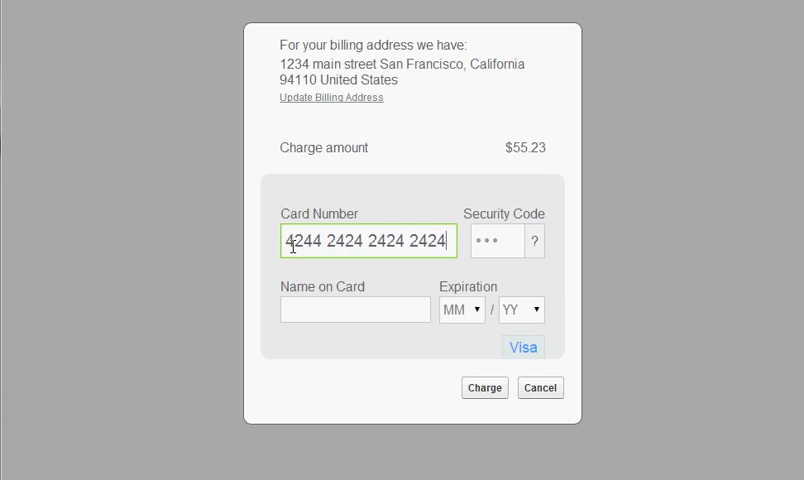 For your billing address we have:
1234 main street San Francisco, California
94110 United States
Update Billing Address
Charge amount $55.23
Card Number Security Code
4244 2424 2424 2424 ••• ?
Name on Card Expiration
MM / YY
Visa
Charge Cancel